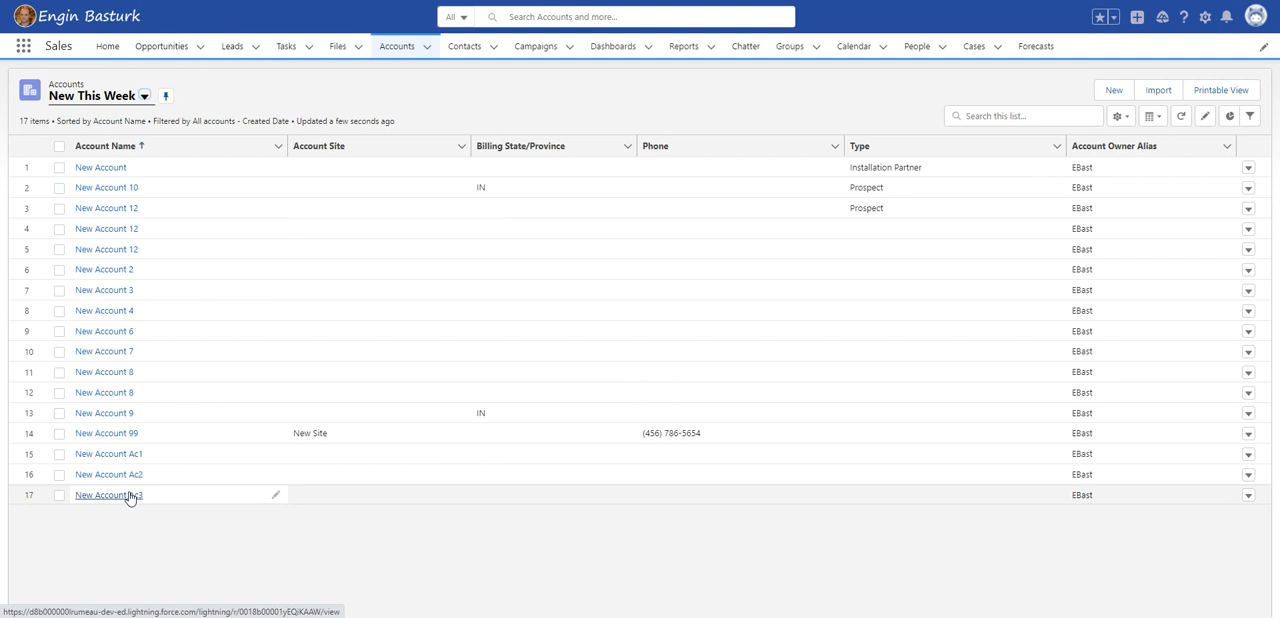 Engin Basturk
All
Search Accounts and more...
Sales
Home
Opportunities
Leads
Tasks
Files
Accounts
Contacts
Campaigns
Dashboards
Reports
Chatter
Groups
Calendar
People
Cases
Forecasts
Accounts
New This Week
New
Import
Printable View
17 items • Sorted by Account Name • Filtered by All accounts - Created Date • Updated a few seconds ago
Search this list...
Account Name ↑ Account Site Billing State/Province Phone Type Account Owner Alias
1 New Account Installation Partner EBast
2 New Account 10 IN Prospect EBast
3 New Account 12 Prospect EBast
4 New Account 12 EBast
5 New Account 12 EBast
6 New Account 2 EBast
7 New Account 3 EBast
8 New Account 4 EBast
9 New Account 6 EBast
10 New Account 7 EBast
11 New Account 8 EBast
12 New Account 8 EBast
13 New Account 9 IN EBast
14 New Account 99 New Site (456) 786-5654 EBast
15 New Account Ac1 EBast
16 New Account Ac2 EBast
17 New Account Ac3 EBast
https://d8b000000lrumeau-dev-ed.lightning.force.com/lightning/r/0018b00001yEQiKAAW/view